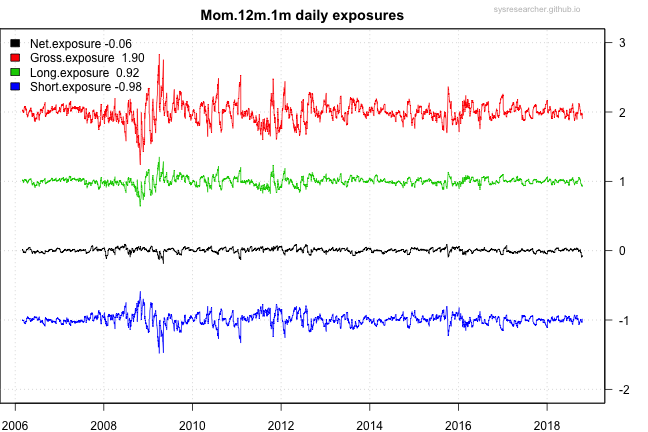 sysresearcher.github.io
Mom.12m.1m daily exposures
Net.exposure -0.06
Gross.exposure 1.90
Long.exposure 0.92
Short.exposure -0.98
3
2
1
0
-1
-2
2006 2008 2010 2012 2014 2016 2018